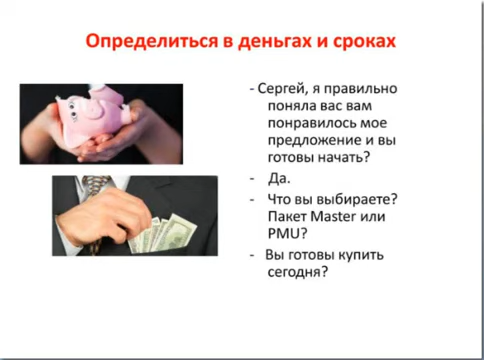 Определиться в деньгах и сроках
- Сергей, я правильно
поняла вас вам
понравилось мое
предложение и вы
готовы начать?
- Да.
- Что вы выбираете?
Пакет Master или
PMU?
- Вы готовы купить
сегодня?